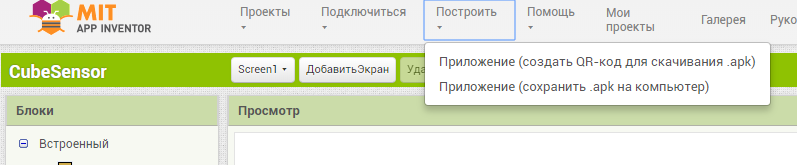 MIT
APP INVENTOR
Проекты
Подключиться
Построить
Помощь
Мои
проекты
Галерея
Руко
Приложение (создать QR-код для скачивания .apk)
Приложение (сохранить .apk на компьютер)
CubeSensor
Screen1
ДобавитьЭкран
Уда
Блоки
Просмотр
Встроенный